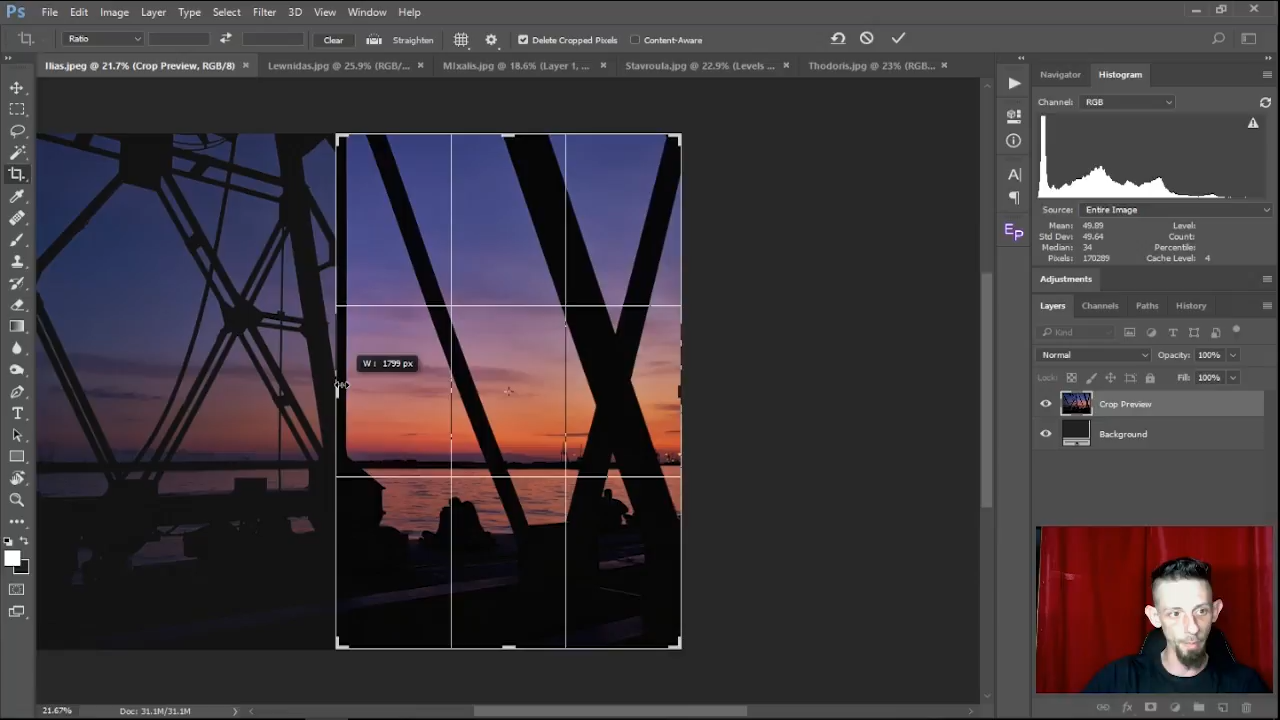 Ps File Edit Image Layer Type Select Filter 3D View Window Help
Ratio Clear Straighten Delete Cropped Pixels Content-Aware
Ilias.jpeg @ 21.7% (Crop Preview, RGB/8) × Lewnidas.jpg @ 25.9% (RGB/... × MIxalis.jpg @ 18.6% (Layer 1, ... × Stavroula.jpg @ 22.9% (Levels ... × Thodoris.jpg @ 23% (RGB... ×
Navigator Histogram
Channel: RGB
Source: Entire Image
Mean: 49.89 Level:
Std Dev: 49.64 Count:
Median: 34 Percentile:
Pixels: 170289 Cache Level: 4
Adjustments
Layers Channels Paths History
Kind
Normal Opacity: 100%
Lock: Fill: 100%
Crop Preview
Background
W : 1799 px
21.67% Doc: 31.1M/31.1M